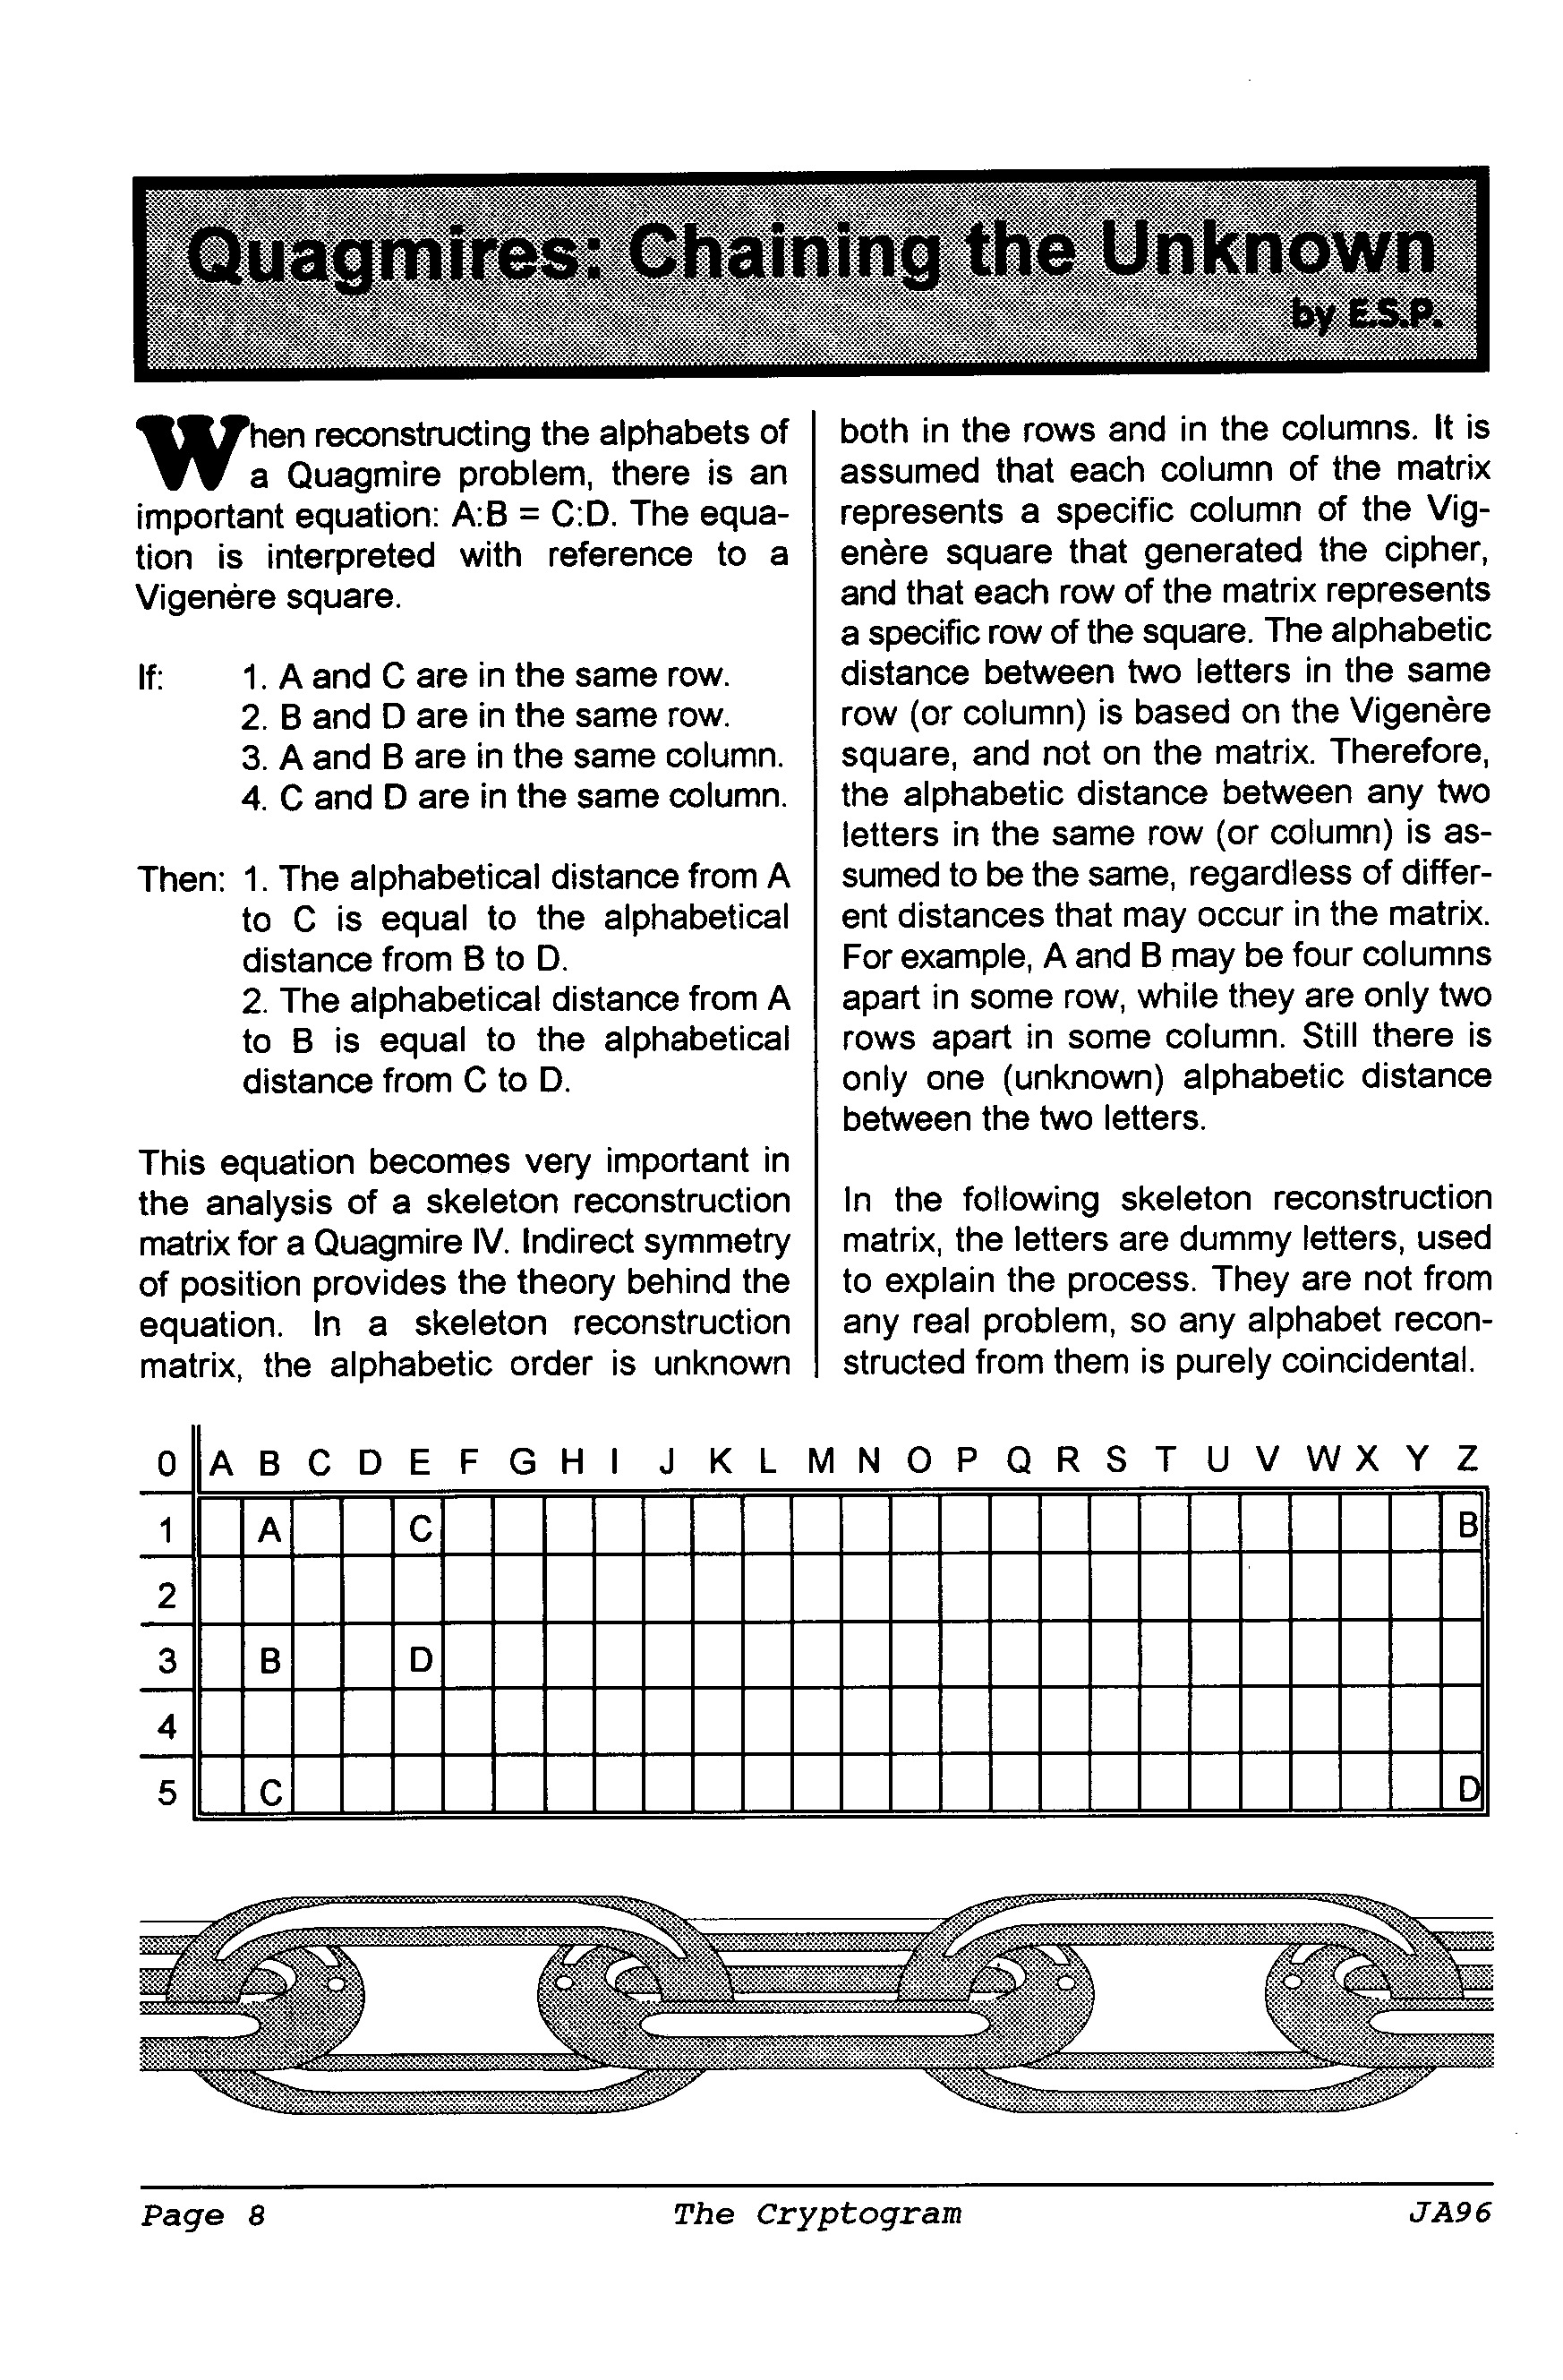 Quagmires: Chaining the Unknown
by E.S.P.
When reconstructing the alphabets of
a Quagmire problem, there is an
important equation: A:B = C:D. The equa-
tion is interpreted with reference to a
Vigenère square.
If: 1. A and C are in the same row.
2. B and D are in the same row.
3. A and B are in the same column.
4. C and D are in the same column.
Then: 1. The alphabetical distance from A
to C is equal to the alphabetical
distance from B to D.
2. The alphabetical distance from A
to B is equal to the alphabetical
distance from C to D.
This equation becomes very important in
the analysis of a skeleton reconstruction
matrix for a Quagmire IV. Indirect symmetry
of position provides the theory behind the
equation. In a skeleton reconstruction
matrix, the alphabetic order is unknown
both in the rows and in the columns. It is
assumed that each column of the matrix
represents a specific column of the Vig-
enère square that generated the cipher,
and that each row of the matrix represents
a specific row of the square. The alphabetic
distance between two letters in the same
row (or column) is based on the Vigenère
square, and not on the matrix. Therefore,
the alphabetic distance between any two
letters in the same row (or column) is as-
sumed to be the same, regardless of differ-
ent distances that may occur in the matrix.
For example, A and B may be four columns
apart in some row, while they are only two
rows apart in some column. Still there is
only one (unknown) alphabetic distance
between the two letters.
In the following skeleton reconstruction
matrix, the letters are dummy letters, used
to explain the process. They are not from
any real problem, so any alphabet recon-
structed from them is purely coincidental.
0 A B C D E F G H I J K L M N O P Q R S T U V W X Y Z
1 A C B
2
3 B D
4
5 C D
Page 8 The Cryptogram JA96